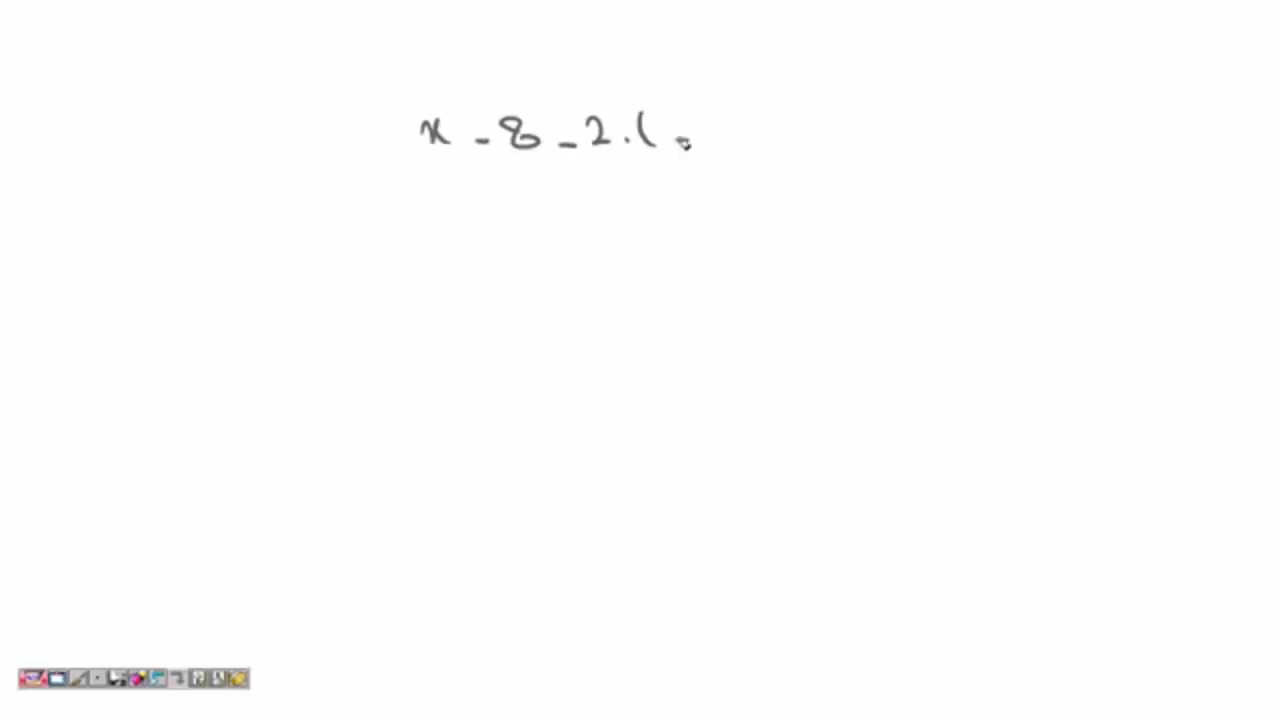 x - 8 - 2 . ( -